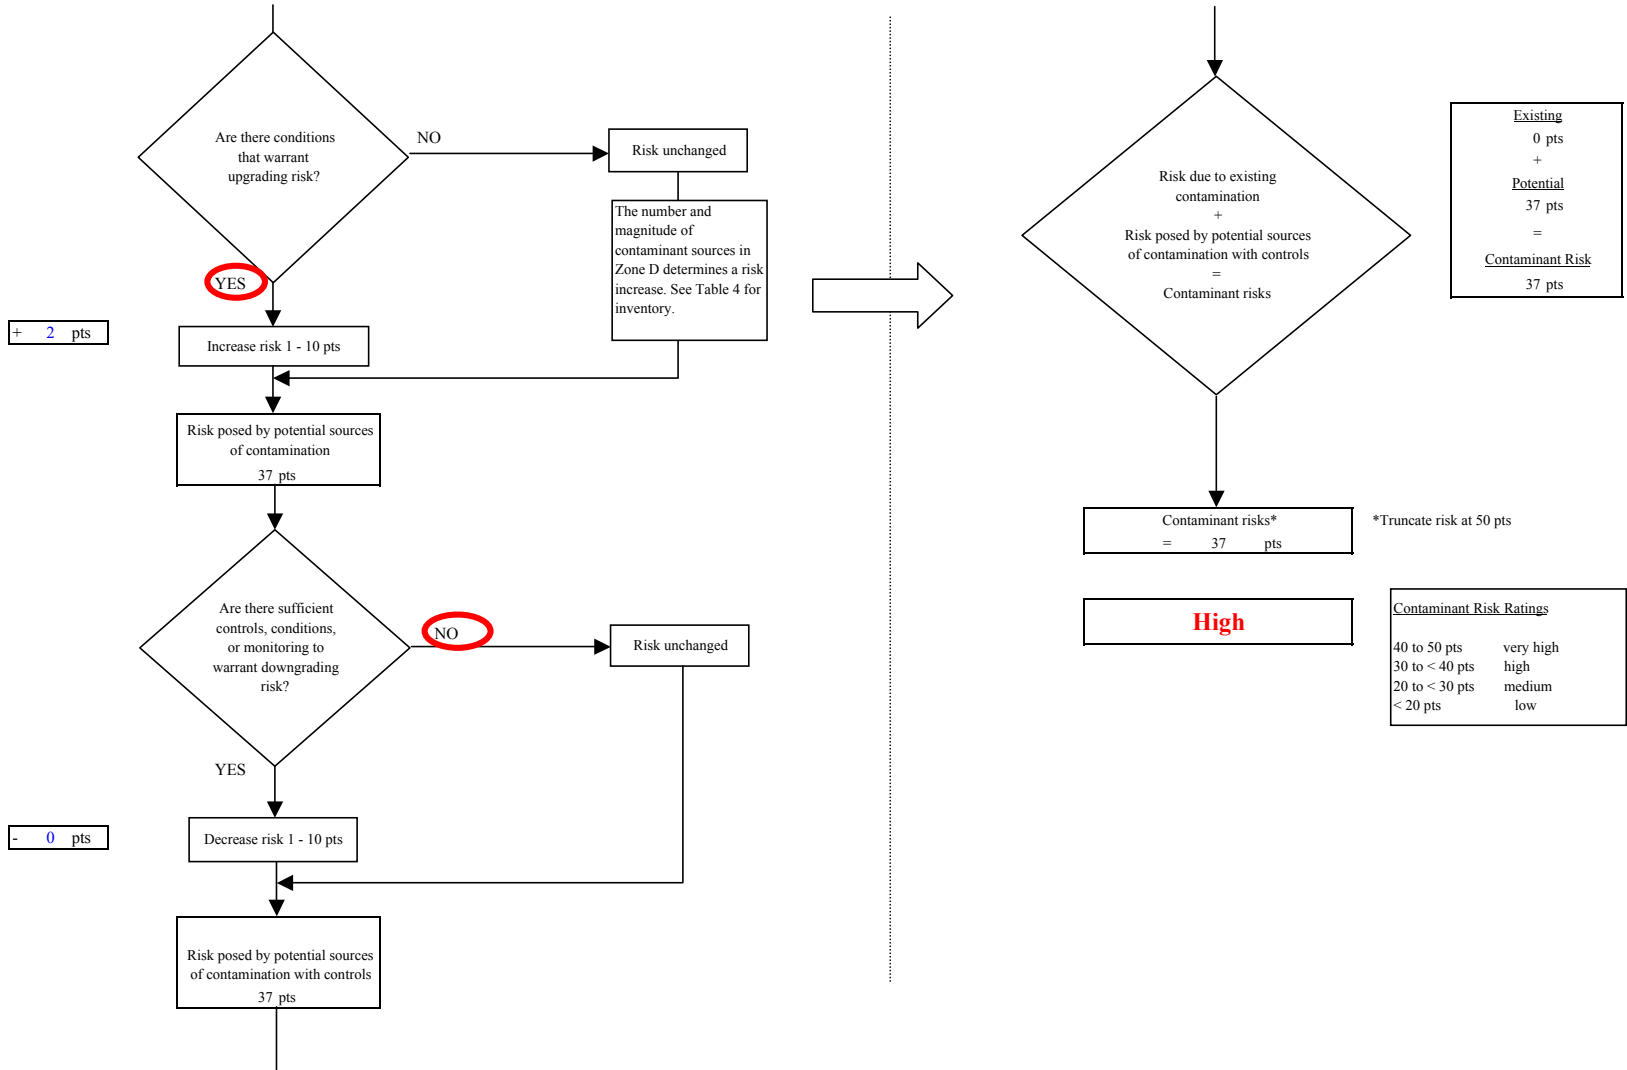 Are there conditions
that warrant
upgrading risk?
NO
Risk unchanged
The number and
magnitude of
contaminant sources in
Zone D determines a risk
increase. See Table 4 for
inventory.
YES
+ 2 pts
Increase risk 1 - 10 pts
Risk posed by potential sources
of contamination
37 pts
Are there sufficient
controls, conditions,
or monitoring to
warrant downgrading
risk?
NO
Risk unchanged
YES
- 0 pts
Decrease risk 1 - 10 pts
Risk posed by potential sources
of contamination with controls
37 pts
Risk due to existing
contamination
+
Risk posed by potential sources
of contamination with controls
=
Contaminant risks
Existing
0 pts
+
Potential
37 pts
=
Contaminant Risk
37 pts
Contaminant risks*
= 37 pts
*Truncate risk at 50 pts
High
Contaminant Risk Ratings
40 to 50 pts very high
30 to < 40 pts high
20 to < 30 pts medium
< 20 pts low